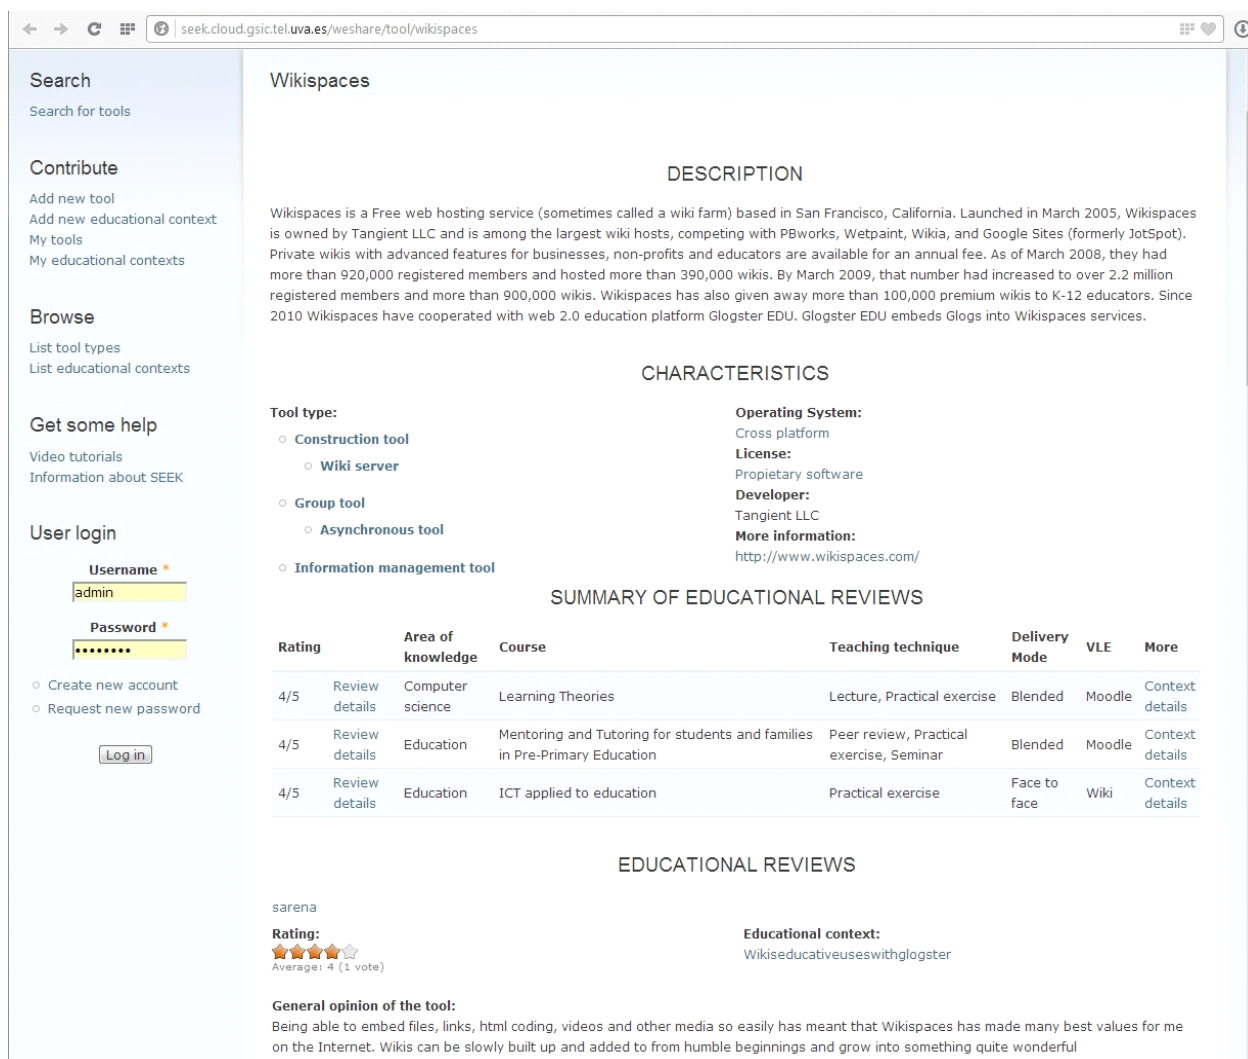 seek.cloud.gsic.tel.uva.es/weshare/tool/wikispaces
Search
Search for tools
Contribute
Add new tool
Add new educational context
My tools
My educational contexts
Browse
List tool types
List educational contexts
Get some help
Video tutorials
Information about SEEK
User login
Username *
admin
Password *
••••••••
Create new account
Request new password
Log in
Wikispaces
DESCRIPTION
Wikispaces is a Free web hosting service (sometimes called a wiki farm) based in San Francisco, California. Launched in March 2005, Wikispaces
is owned by Tangient LLC and is among the largest wiki hosts, competing with PBworks, Wetpaint, Wikia, and Google Sites (formerly JotSpot).
Private wikis with advanced features for businesses, non-profits and educators are available for an annual fee. As of March 2008, they had
more than 920,000 registered members and hosted more than 390,000 wikis. By March 2009, that number had increased to over 2.2 million
registered members and more than 900,000 wikis. Wikispaces has also given away more than 100,000 premium wikis to K-12 educators. Since
2010 Wikispaces have cooperated with web 2.0 education platform Glogster EDU. Glogster EDU embeds Glogs into Wikispaces services.
CHARACTERISTICS
Tool type:
Construction tool
Wiki server
Group tool
Asynchronous tool
Information management tool
Operating System:
Cross platform
License:
Propietary software
Developer:
Tangient LLC
More information:
http://www.wikispaces.com/
SUMMARY OF EDUCATIONAL REVIEWS
Rating Area of knowledge Course Teaching technique Delivery Mode VLE More
4/5 Review details Computer science Learning Theories Lecture, Practical exercise Blended Moodle Context details
4/5 Review details Education Mentoring and Tutoring for students and families in Pre-Primary Education Peer review, Practical exercise, Seminar Blended Moodle Context details
4/5 Review details Education ICT applied to education Practical exercise Face to face Wiki Context details
EDUCATIONAL REVIEWS
sarena
Rating:
Average: 4 (1 vote)
Educational context:
Wikiseducativeuseswithglogster
General opinion of the tool:
Being able to embed files, links, html coding, videos and other media so easily has meant that Wikispaces has made many best values for me
on the Internet. Wikis can be slowly built up and added to from humble beginnings and grow into something quite wonderful